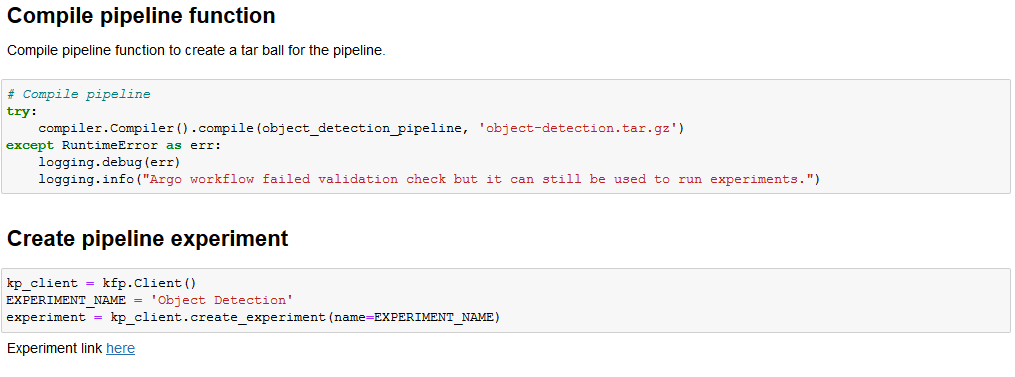 Compile pipeline function
Compile pipeline function to create a tar ball for the pipeline.
# Compile pipeline
try:
    compiler.Compiler().compile(object_detection_pipeline, 'object-detection.tar.gz')
except RuntimeError as err:
    logging.debug(err)
    logging.info("Argo workflow failed validation check but it can still be used to run experiments.")
Create pipeline experiment
kp_client = kfp.Client()
EXPERIMENT_NAME = 'Object Detection'
experiment = kp_client.create_experiment(name=EXPERIMENT_NAME)
Experiment link here